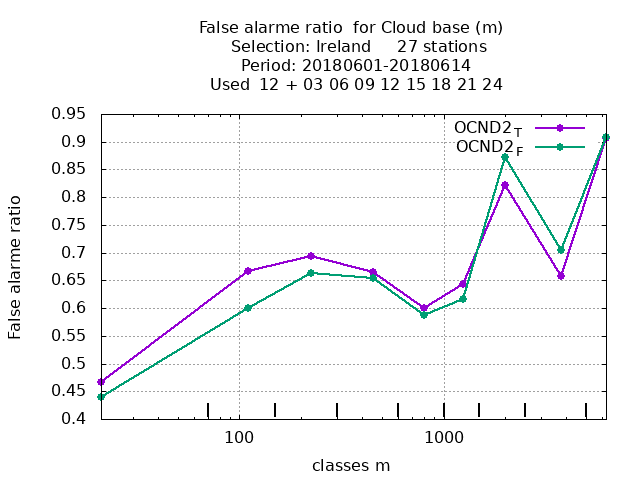 False alarme ratio  for Cloud base (m)
Selection: Ireland     27 stations
Period: 20180601-20180614
Used  12 + 03 06 09 12 15 18 21 24
OCND2_T
OCND2_F
0.95
0.9
0.85
0.8
0.75
0.7
0.65
0.6
0.55
0.5
0.45
0.4
False alarme ratio
100
1000
classes m